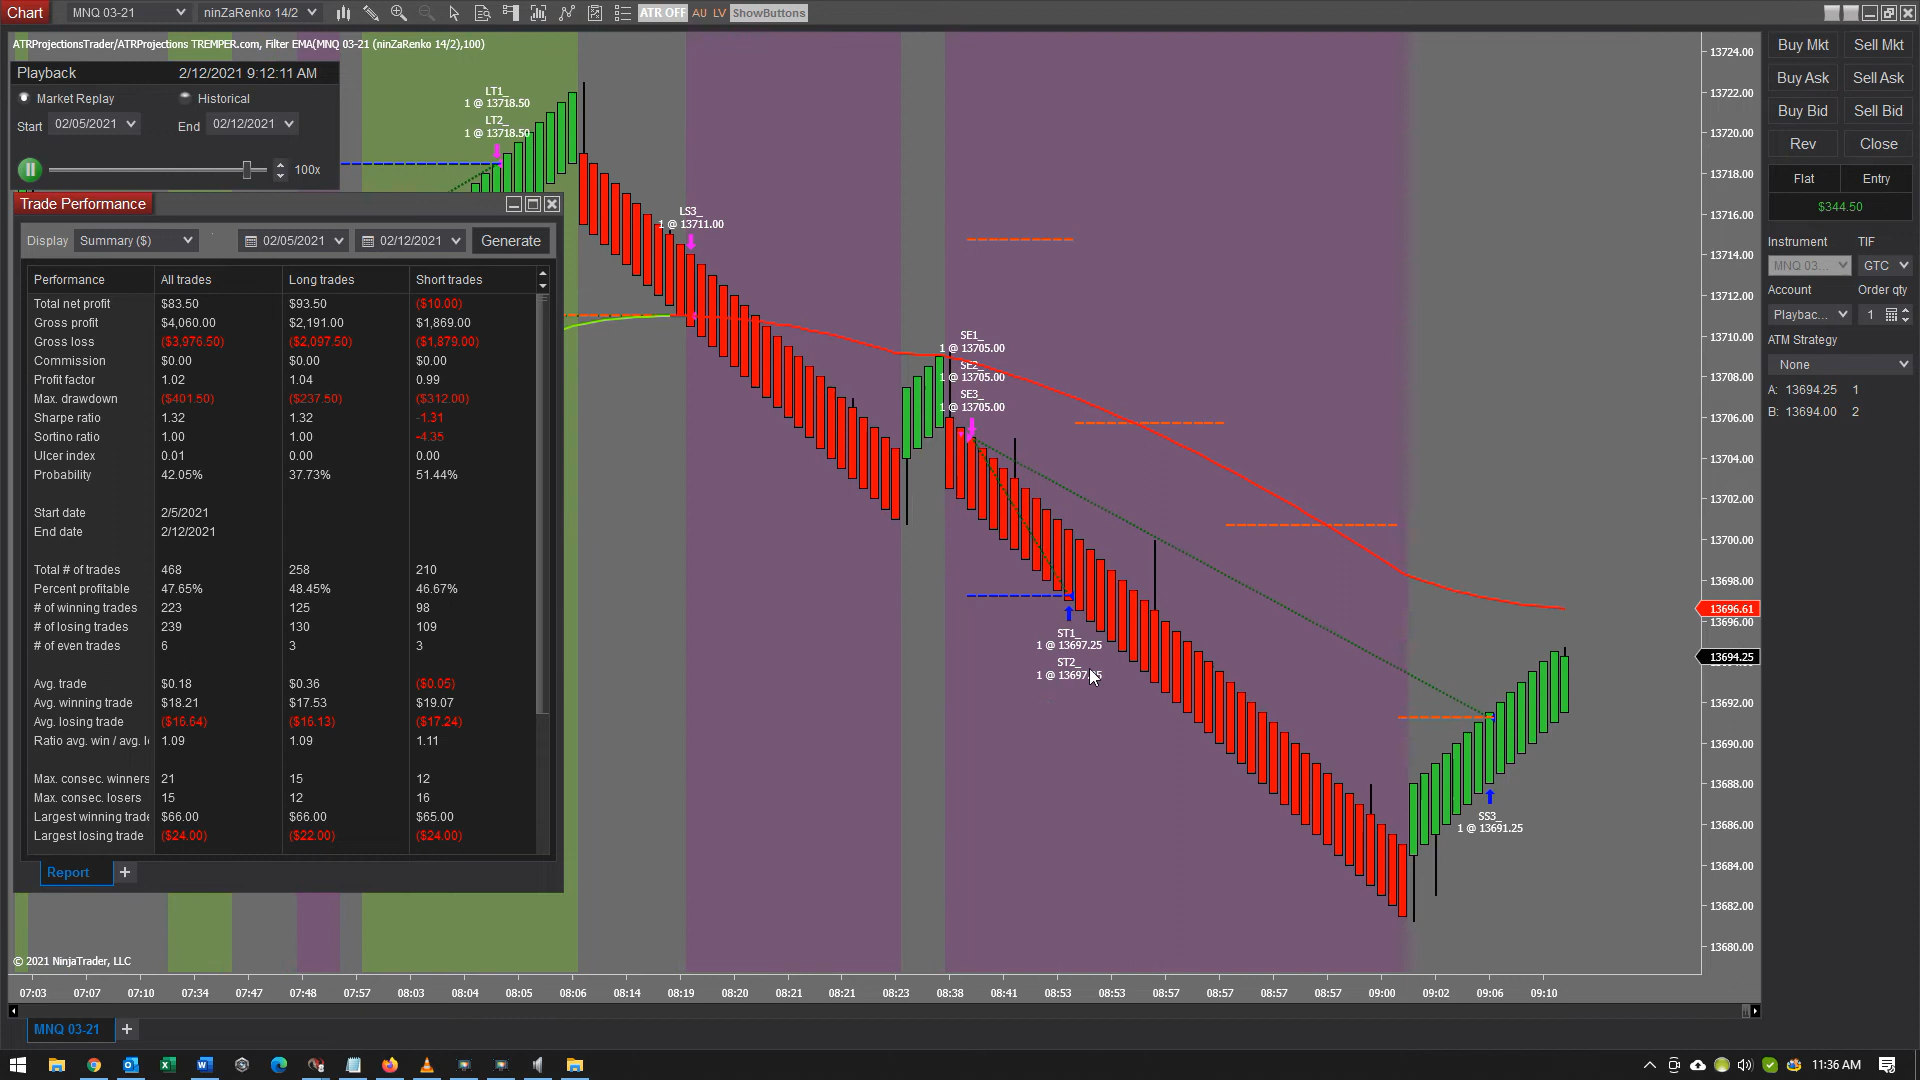 Chart MNQ 03-21 ninZaRenko 14/2 ATR OFF AU LV ShowButtons
ATRProjectionsTrader/ATRProjections TREMPER.com, Filter EMA(MNQ 03-21 (ninZaRenko 14/2),100)
Playback 2/12/2021 9:12:11 AM
Market Replay Historical
Start 02/05/2021 End 02/12/2021
100x
Trade Performance
Display Summary ($) 02/05/2021 02/12/2021 Generate
Performance All trades Long trades Short trades
Total net profit $83.50 $93.50 ($10.00)
Gross profit $4,060.00 $2,191.00 $1,869.00
Gross loss ($3,976.50) ($2,097.50) ($1,879.00)
Commission $0.00 $0.00 $0.00
Profit factor 1.02 1.04 0.99
Max. drawdown ($401.50) ($237.50) ($312.00)
Sharpe ratio 1.32 1.32 -1.31
Sortino ratio 1.00 1.00 -4.35
Ulcer index 0.01 0.00 0.00
Probability 42.05% 37.73% 51.44%
Start date 2/5/2021
End date 2/12/2021
Total # of trades 468 258 210
Percent profitable 47.65% 48.45% 46.67%
# of winning trades 223 125 98
# of losing trades 239 130 109
# of even trades 6 3 3
Avg. trade $0.18 $0.36 ($0.05)
Avg. winning trade $18.21 $17.53 $19.07
Avg. losing trade ($16.64) ($16.13) ($17.24)
Ratio avg. win / avg. l 1.09 1.09 1.11
Max. consec. winners 21 15 12
Max. consec. losers 15 12 16
Largest winning trade $66.00 $66.00 $65.00
Largest losing trade ($24.00) ($22.00) ($24.00)
Report +
LT1_
1 @ 13718.50
LT2_
1 @ 13718.50
LS3_
1 @ 13711.00
SE1_
1 @ 13705.00
SE2_
1 @ 13705.00
SE3_
1 @ 13705.00
ST1_
1 @ 13697.25
ST2_
1 @ 13697.25
SS3_
1 @ 13691.25
13724.00
13722.00
13720.00
13718.00
13716.00
13714.00
13712.00
13710.00
13708.00
13706.00
13704.00
13702.00
13700.00
13698.00
13696.61
13696.00
13694.25
13692.00
13690.00
13688.00
13686.00
13684.00
13682.00
13680.00
Buy Mkt Sell Mkt
Buy Ask Sell Ask
Buy Bid Sell Bid
Rev Close
Flat Entry
$344.50
Instrument TIF
MNQ 03... GTC
Account Order qty
Playbac... 1
ATM Strategy
None
A: 13694.25 1
B: 13694.00 2
© 2021 NinjaTrader, LLC
07:03 07:07 07:10 07:34 07:47 07:48 07:57 08:03 08:04 08:05 08:06 08:14 08:19 08:20 08:21 08:21 08:23 08:38 08:41 08:53 08:53 08:57 08:57 08:57 08:57 09:00 09:02 09:06 09:10
MNQ 03-21 +
11:36 AM